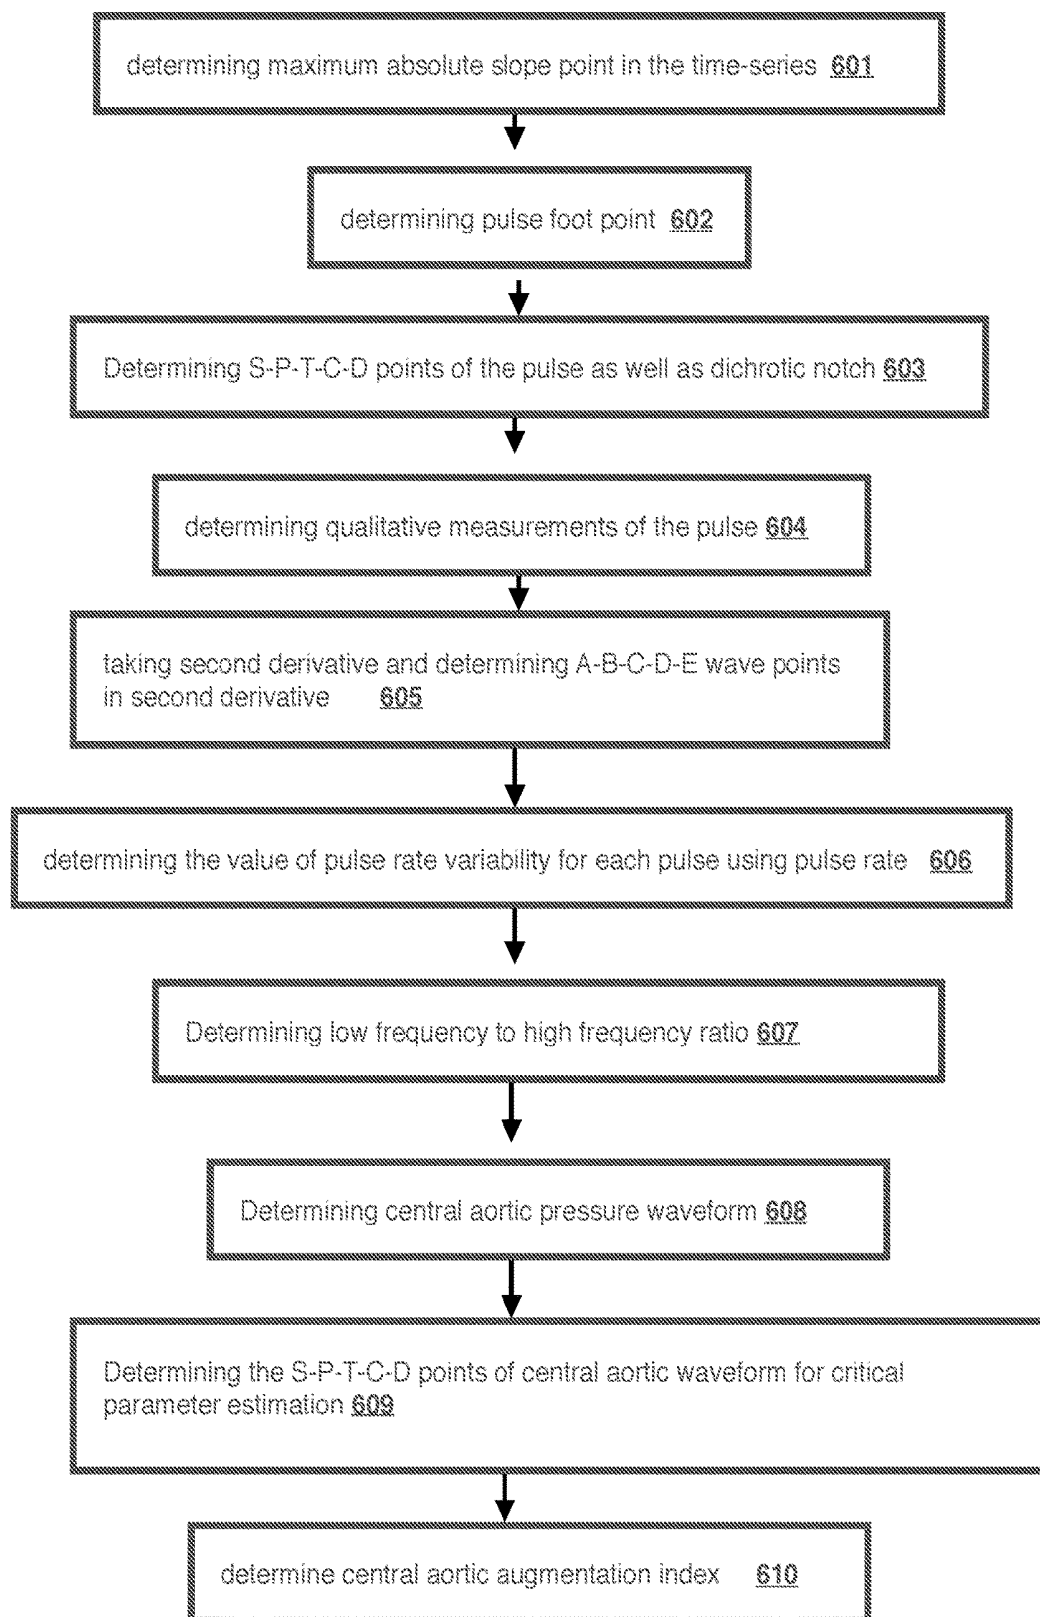 determining maximum absolute slope point in the time-series 601
determining pulse foot point 602
Determining S-P-T-C-D points of the pulse as well as dichrotic notch 603
determining qualitative measurements of the pulse 604
taking second derivative and determining A-B-C-D-E wave points
in second derivative 605
determining the value of pulse rate variability for each pulse using pulse rate 606
Determining low frequency to high frequency ratio 607
Determining central aortic pressure waveform 608
Determining the S-P-T-C-D points of central aortic waveform for critical
parameter estimation 609
determine central aortic augmentation index 610